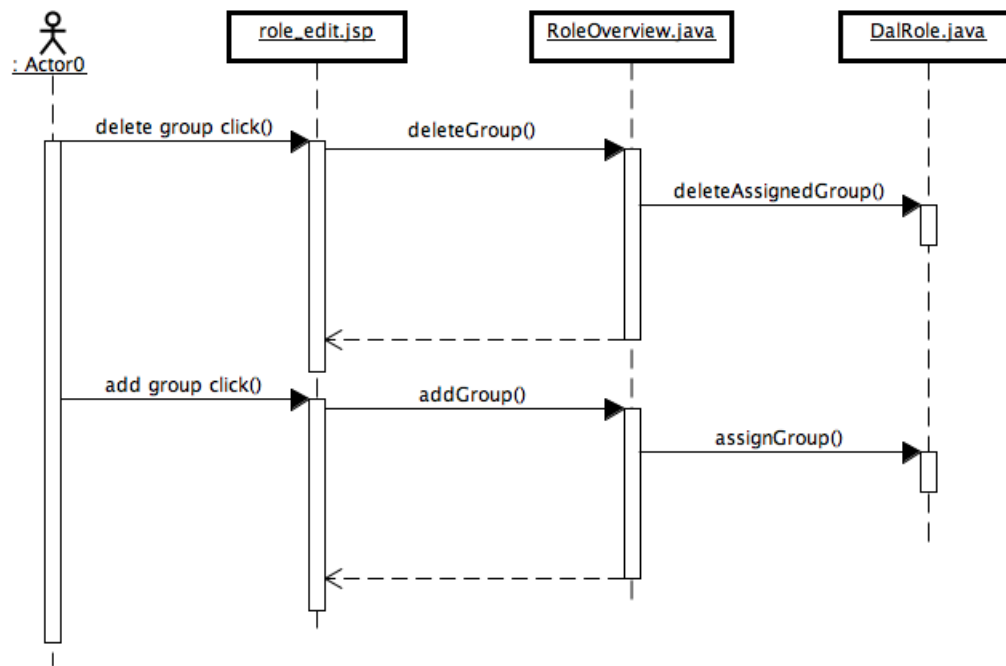 role_edit.jsp
RoleOverview.java
DalRole.java
: Actor0
delete group click()
deleteGroup()
deleteAssignedGroup()
add group click()
addGroup()
assignGroup()